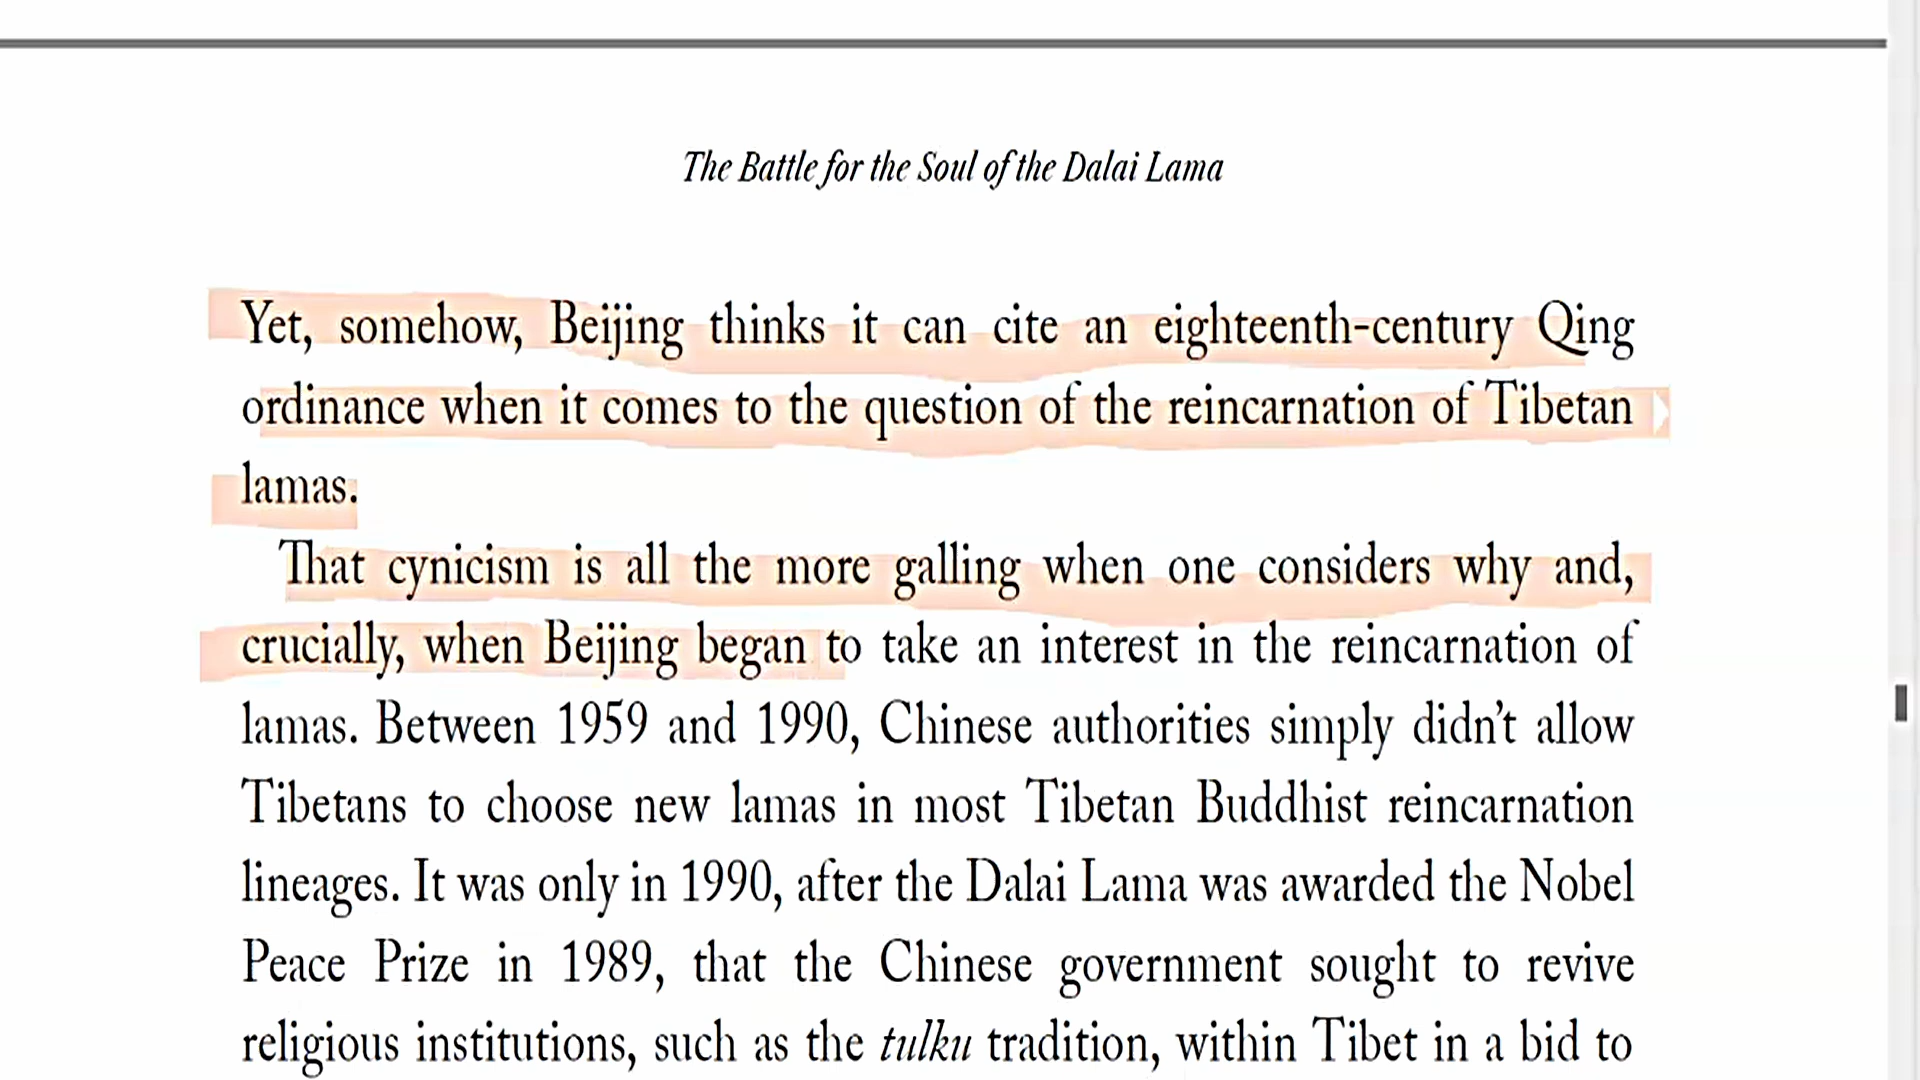 The Battle for the Soul of the Dalai Lama
Yet, somehow, Beijing thinks it can cite an eighteenth-century Qing
ordinance when it comes to the question of the reincarnation of Tibetan
lamas.
That cynicism is all the more galling when one considers why and,
crucially, when Beijing began to take an interest in the reincarnation of
lamas. Between 1959 and 1990, Chinese authorities simply didn’t allow
Tibetans to choose new lamas in most Tibetan Buddhist reincarnation
lineages. It was only in 1990, after the Dalai Lama was awarded the Nobel
Peace Prize in 1989, that the Chinese government sought to revive
religious institutions, such as the tulku tradition, within Tibet in a bid to